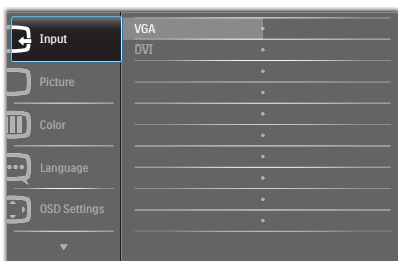 Input
Picture
Color
Language
OSD Settings
VGA
DVI